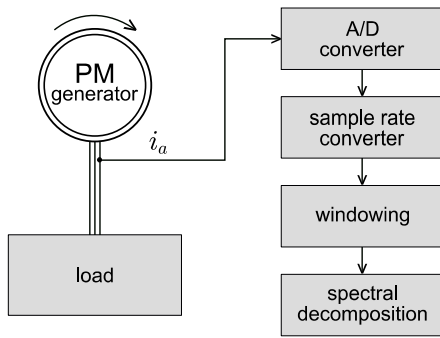 PM
generator
i_a
load
A/D
converter
sample rate
converter
windowing
spectral
decomposition